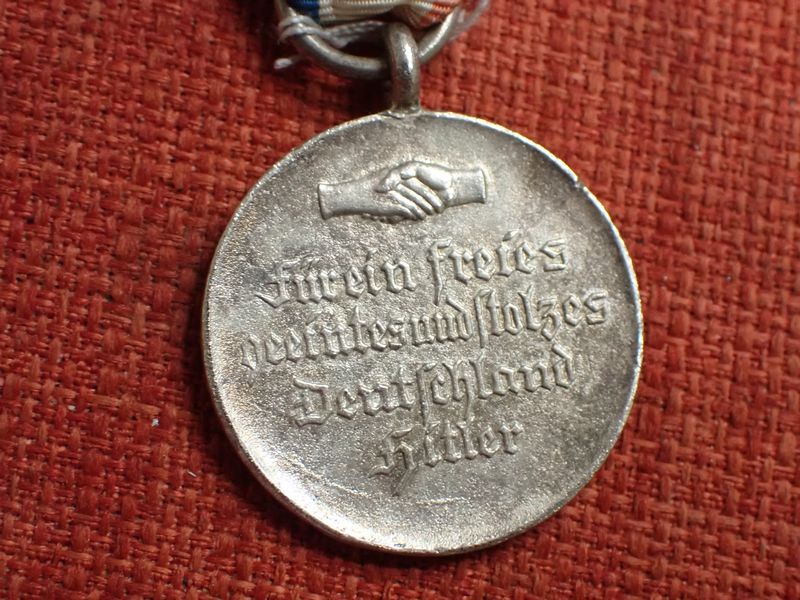 Für ein freies
geeintes und stolzes
Deutschland
Hitler